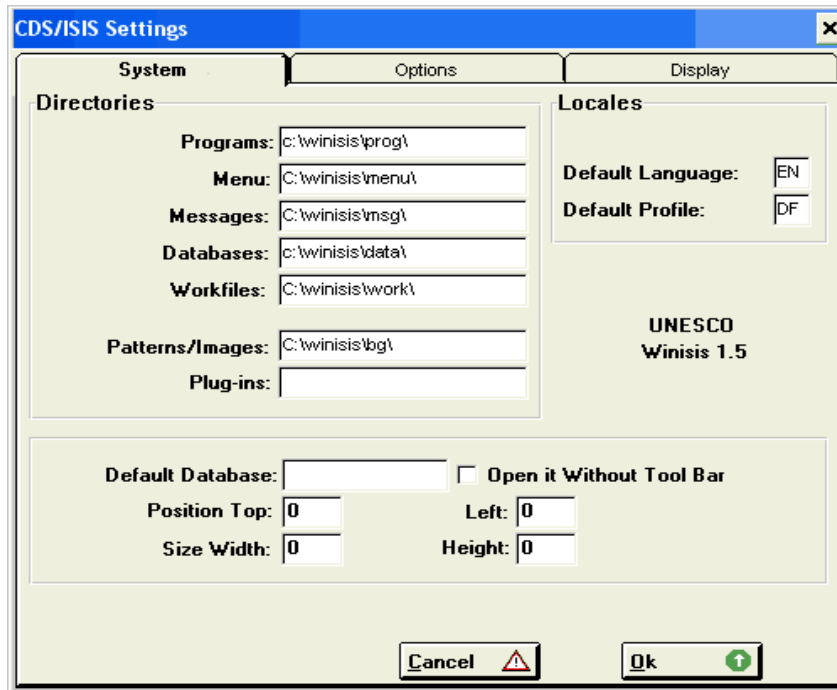 CDS/ISIS Settings
System Options Display
Directories
Programs: c:\winisis\prog\
Menu: C:\winisis\menu\
Messages: C:\winisis\msg\
Databases: c:\winisis\data\
Workfiles: C:\winisis\work\
Patterns/Images: C:\winisis\bg\
Plug-ins:
Locales
Default Language: EN
Default Profile: DF
UNESCO
Winisis 1.5
Default Database: Open it Without Tool Bar
Position Top: 0 Left: 0
Size Width: 0 Height: 0
Cancel Ok